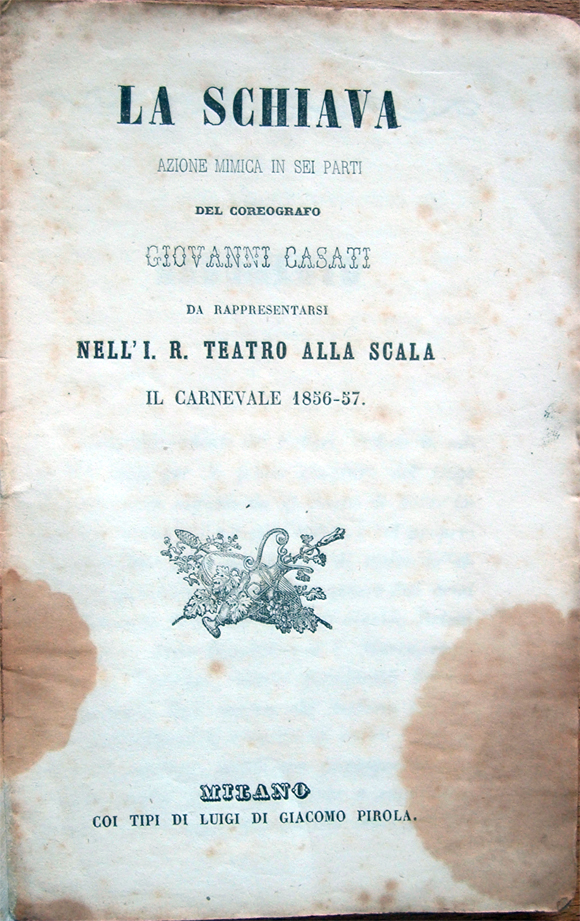 LA SCHIAVA
AZIONE MIMICA IN SEI PARTI
DEL COREOGRAFO
GIOVANNI CASATI
DA RAPPRESENTARSI
NELL' I. R. TEATRO ALLA SCALA
IL CARNEVALE 1856-57.
MILANO
COI TIPI DI LUIGI DI GIACOMO PIROLA.